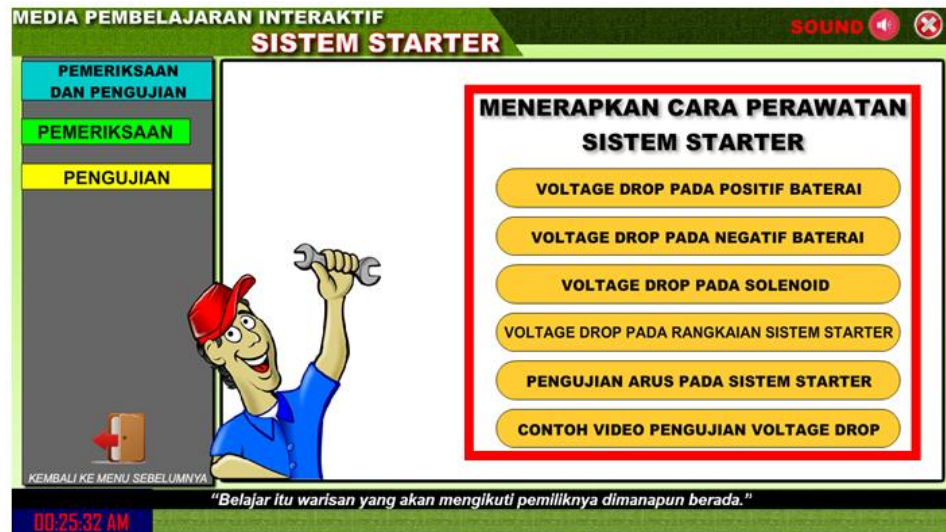 MEDIA PEMBELAJARAN INTERAKTIF
SISTEM STARTER
SOUND
PEMERIKSAAN
DAN PENGUJIAN
PEMERIKSAAN
PENGUJIAN
MENERAPKAN CARA PERAWATAN
SISTEM STARTER
VOLTAGE DROP PADA POSITIF BATERAI
VOLTAGE DROP PADA NEGATIF BATERAI
VOLTAGE DROP PADA SOLENOID
VOLTAGE DROP PADA RANGKAIAN SISTEM STARTER
PENGUJIAN ARUS PADA SISTEM STARTER
CONTOH VIDEO PENGUJIAN VOLTAGE DROP
KEMBALI KE MENU SEBELUMNYA
“Belajar itu warisan yang akan mengikuti pemiliknya dimanapun berada.”
00:25:32 AM